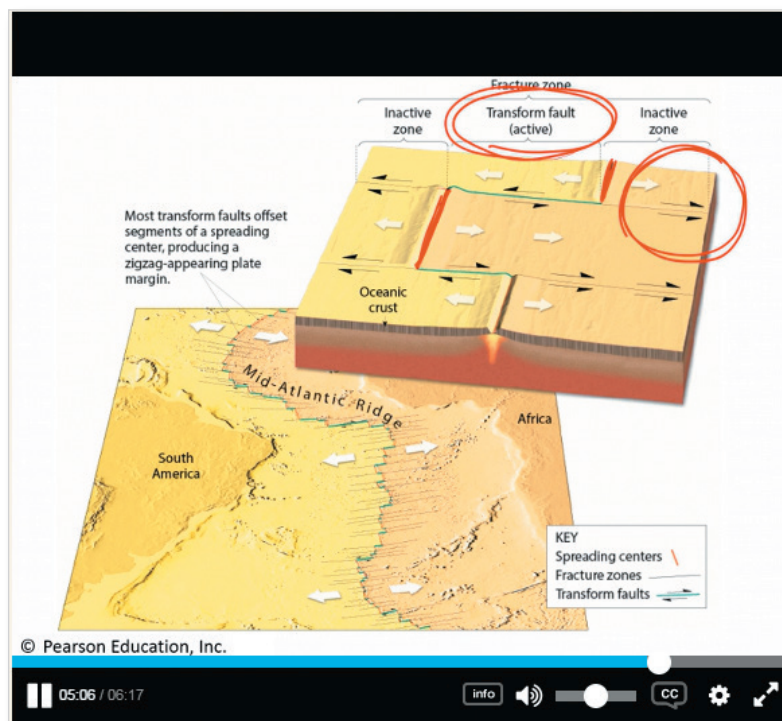 Fracture zone
Inactive
zone
Transform fault
(active)
Inactive
zone
Most transform faults offset
segments of a spreading
center, producing a
zigzag-appearing plate
margin.
Oceanic
crust
Mid-Atlantic Ridge
Africa
South
America
KEY
Spreading centers
Fracture zones
Transform faults
© Pearson Education, Inc.
05:06 / 06:17
info
CC